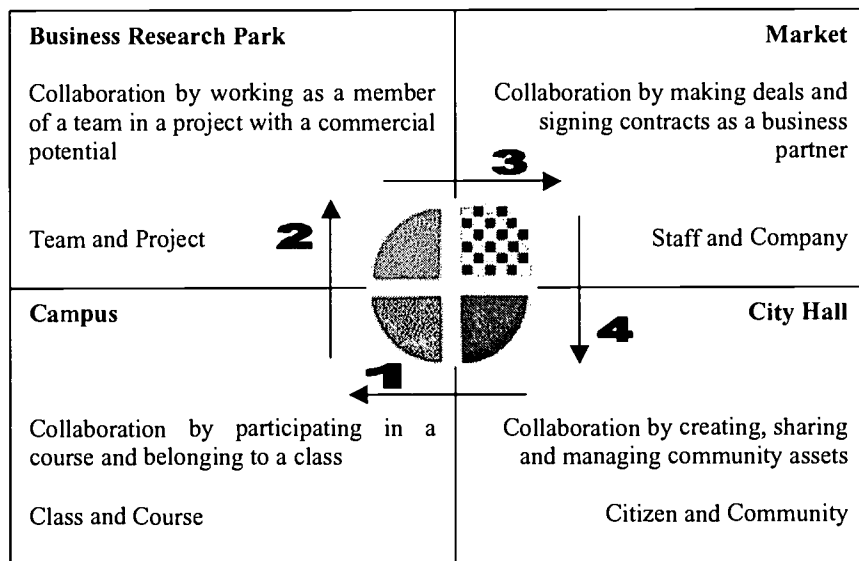 Business Research Park
Collaboration by working as a member
of a team in a project with a commercial
potential
Team and Project
Market
Collaboration by making deals and
signing contracts as a business
partner
Staff and Company
3
2
Campus
Collaboration by participating in a
course and belonging to a class
Class and Course
1
4
City Hall
Collaboration by creating, sharing
and managing community assets
Citizen and Community